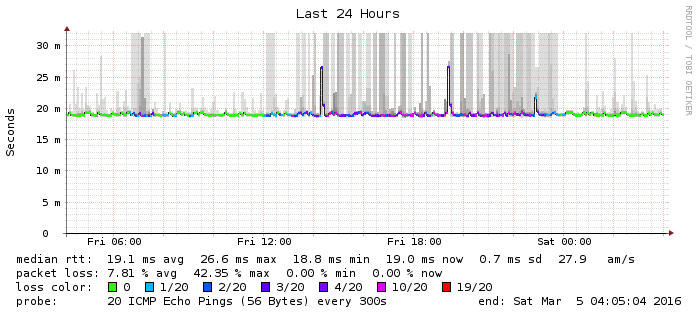 Last 24 Hours
RRDTOOL / TOBI OETIKER
Seconds
30 m
25 m
20 m
15 m
10 m
5 m
0
Fri 06:00 Fri 12:00 Fri 18:00 Sat 00:00
median rtt: 19.1 ms avg 26.6 ms max 18.8 ms min 19.0 ms now 0.7 ms sd 27.9 am/s
packet loss: 7.81 % avg 42.35 % max 0.00 % min 0.00 % now
loss color: 0 1/20 2/20 3/20 4/20 10/20 19/20
probe: 20 ICMP Echo Pings (56 Bytes) every 300s end: Sat Mar 5 04:05:04 2016